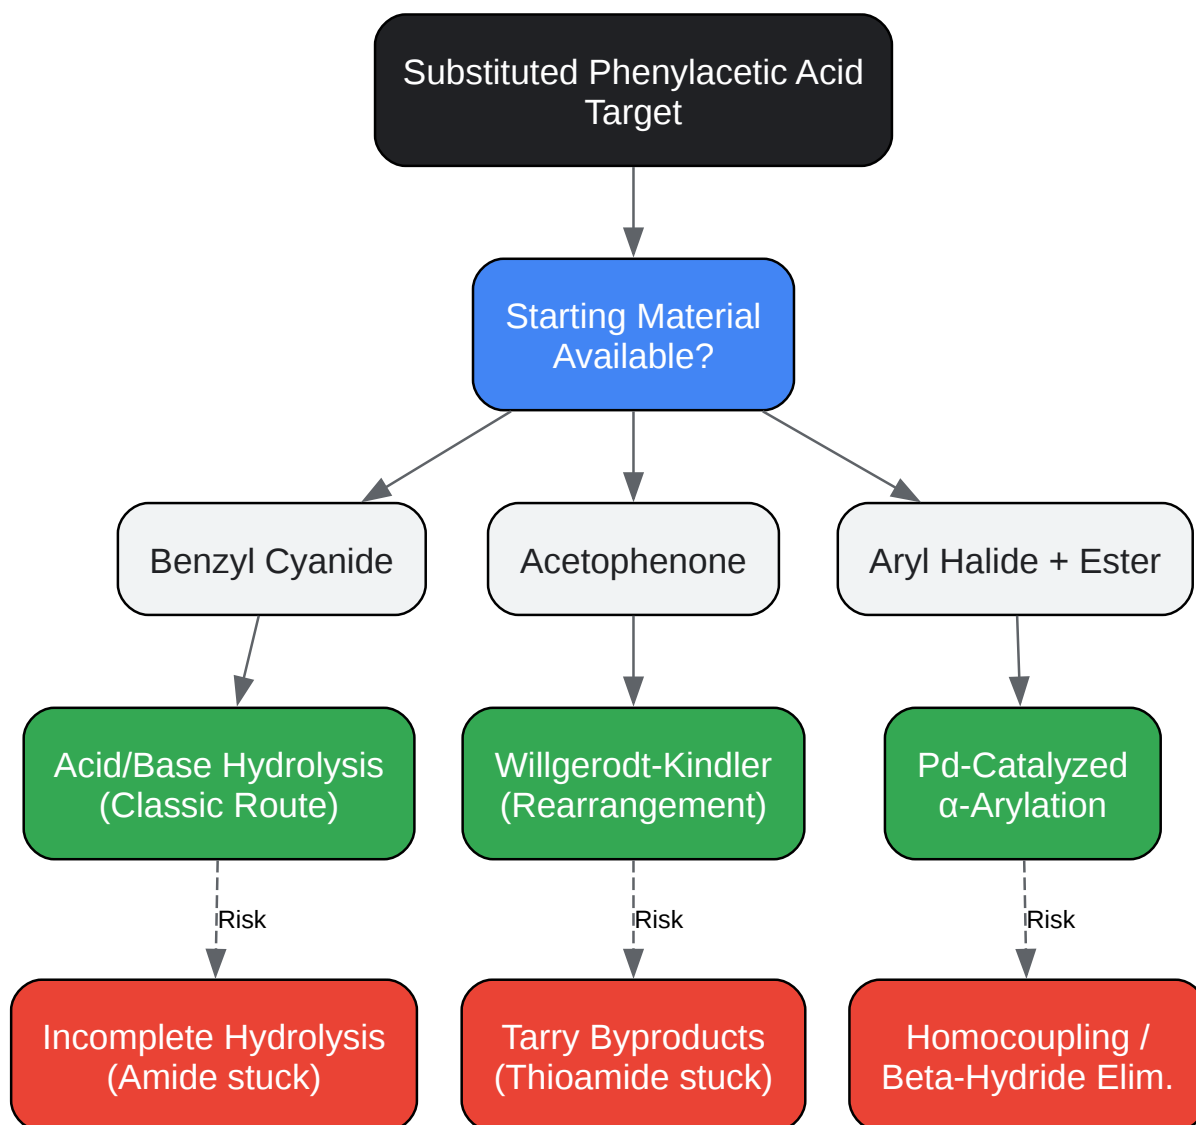 Substituted Phenylacetic Acid
Target
Starting Material
Available?
Benzyl Cyanide
Acetophenone
Aryl Halide + Ester
Acid/Base Hydrolysis
(Classic Route)
Willgerodt-Kindler
(Rearrangement)
Pd-Catalyzed
α-Arylation
Risk
Risk
Risk
Incomplete Hydrolysis
(Amide stuck)
Tarry Byproducts
(Thioamide stuck)
Homocoupling /
Beta-Hydride Elim.